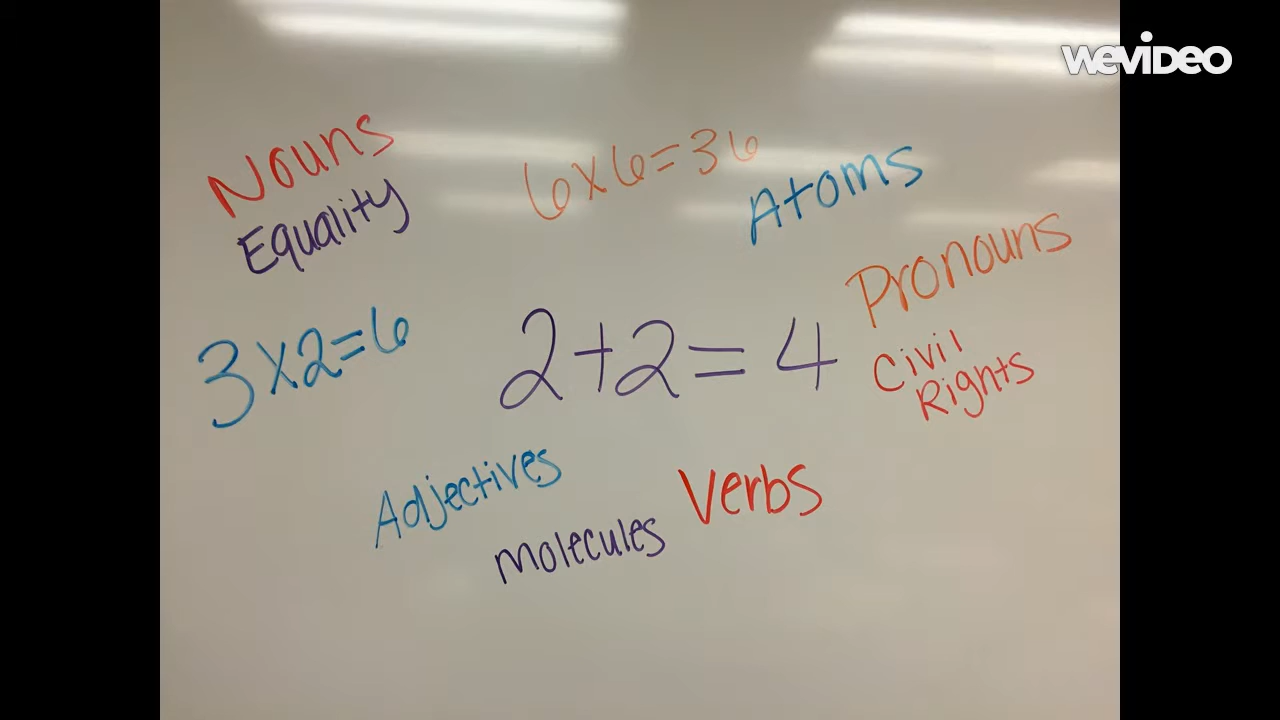 WEVIDEO
Nouns
Equality
6x6=36
Atoms
Pronouns
Civil
Rights
3x2=6
2+2=4
Adjectives
Verbs
Molecules